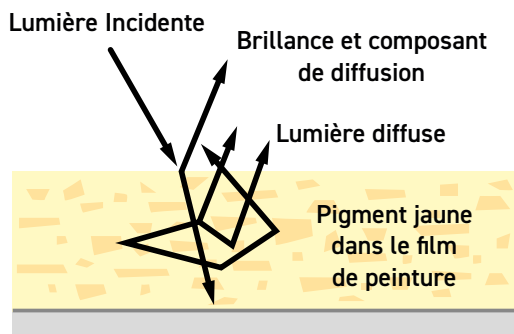 Lumière Incidente
Brillance et composant
de diffusion
Lumière diffuse
Pigment jaune
dans le film
de peinture